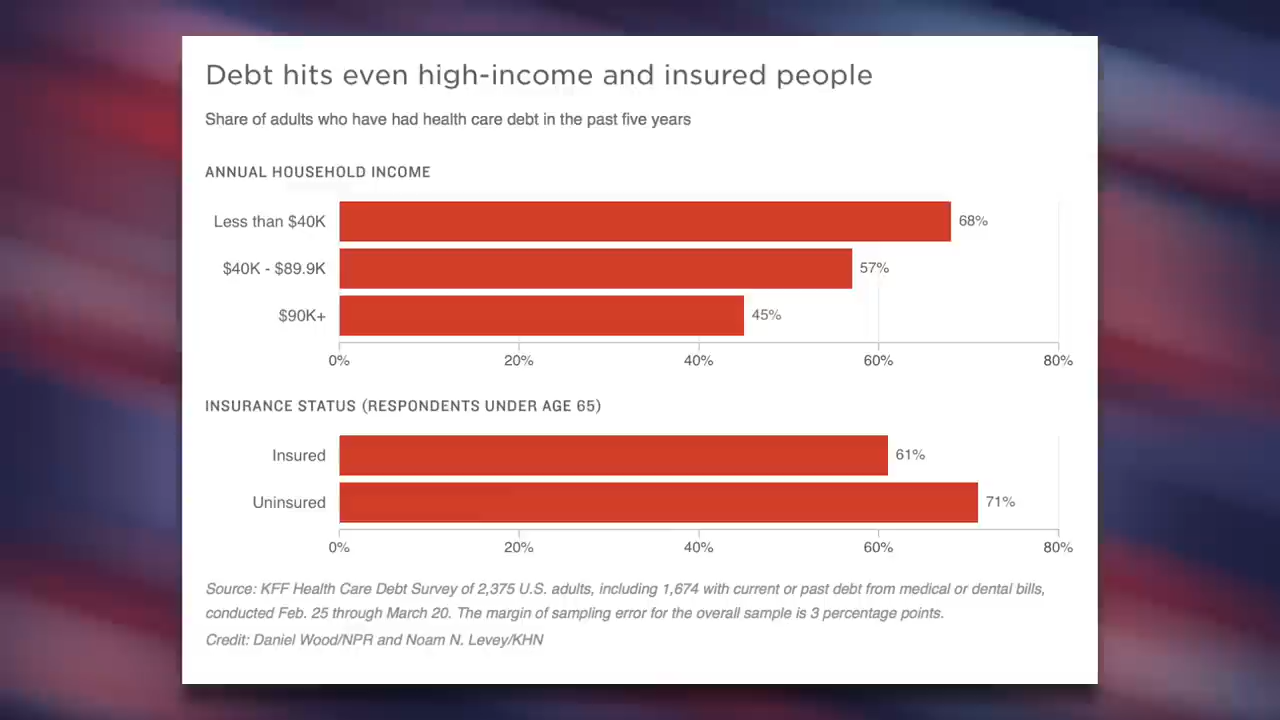 Debt hits even high-income and insured people
Share of adults who have had health care debt in the past five years
ANNUAL HOUSEHOLD INCOME
Less than $40K 68%
$40K - $89.9K 57%
$90K+ 45%
0% 20% 40% 60% 80%
INSURANCE STATUS (RESPONDENTS UNDER AGE 65)
Insured 61%
Uninsured 71%
0% 20% 40% 60% 80%
Source: KFF Health Care Debt Survey of 2,375 U.S. adults, including 1,674 with current or past debt from medical or dental bills,
conducted Feb. 25 through March 20. The margin of sampling error for the overall sample is 3 percentage points.
Credit: Daniel Wood/NPR and Noam N. Levey/KHN